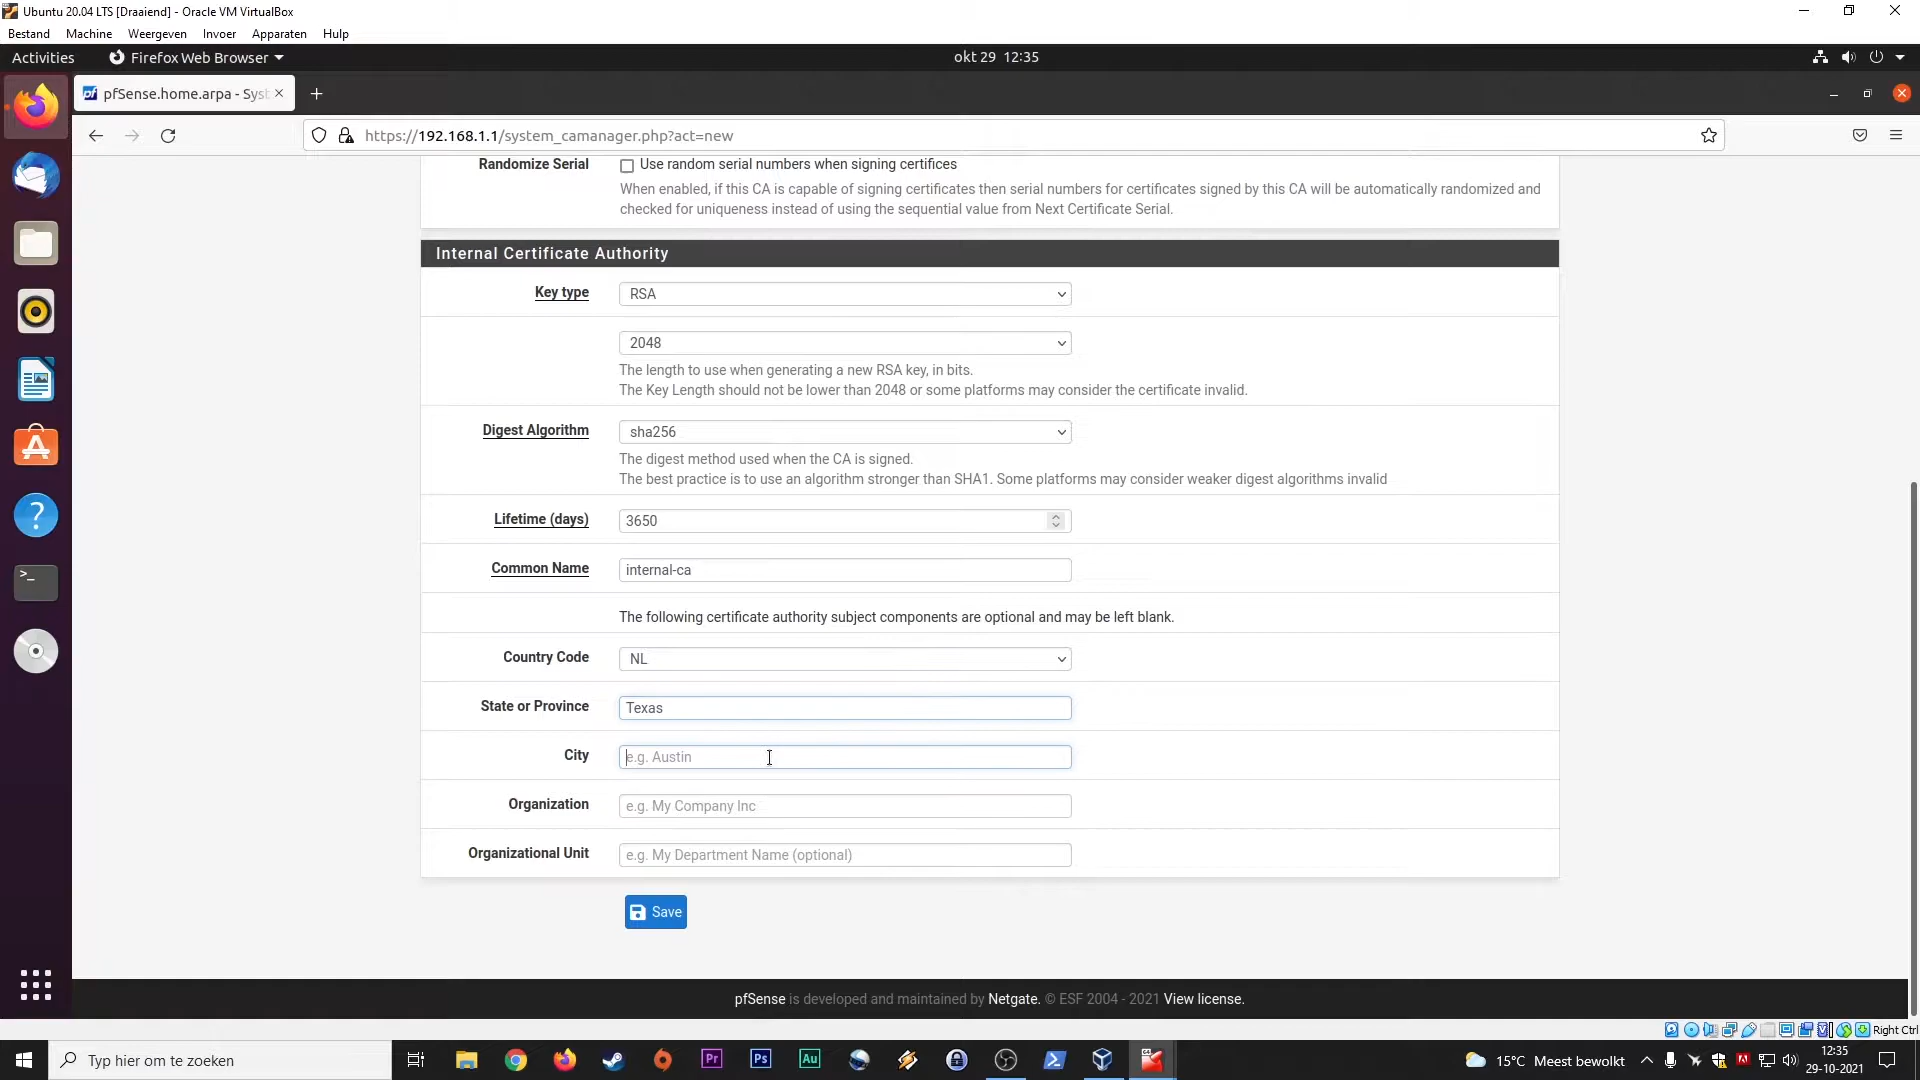 Ubuntu 20.04 LTS [Draaiend] - Oracle VM VirtualBox
Bestand Machine Weergeven Invoer Apparaten Hulp
Activities Firefox Web Browser okt 29 12:35
pfSense.home.arpa - Syst
https://192.168.1.1/system_camanager.php?act=new
Randomize Serial Use random serial numbers when signing certifices
When enabled, if this CA is capable of signing certificates then serial numbers for certificates signed by this CA will be automatically randomized and
checked for uniqueness instead of using the sequential value from Next Certificate Serial.
Internal Certificate Authority
Key type RSA
2048
The length to use when generating a new RSA key, in bits.
The Key Length should not be lower than 2048 or some platforms may consider the certificate invalid.
Digest Algorithm sha256
The digest method used when the CA is signed.
The best practice is to use an algorithm stronger than SHA1. Some platforms may consider weaker digest algorithms invalid
Lifetime (days) 3650
Common Name internal-ca
The following certificate authority subject components are optional and may be left blank.
Country Code NL
State or Province Texas
City e.g. Austin
Organization e.g. My Company Inc
Organizational Unit e.g. My Department Name (optional)
Save
pfSense is developed and maintained by Netgate. © ESF 2004 - 2021 View license.
Right Ctrl
Typ hier om te zoeken
Pr Ps Au
15°C Meest bewolkt
12:35
29-10-2021